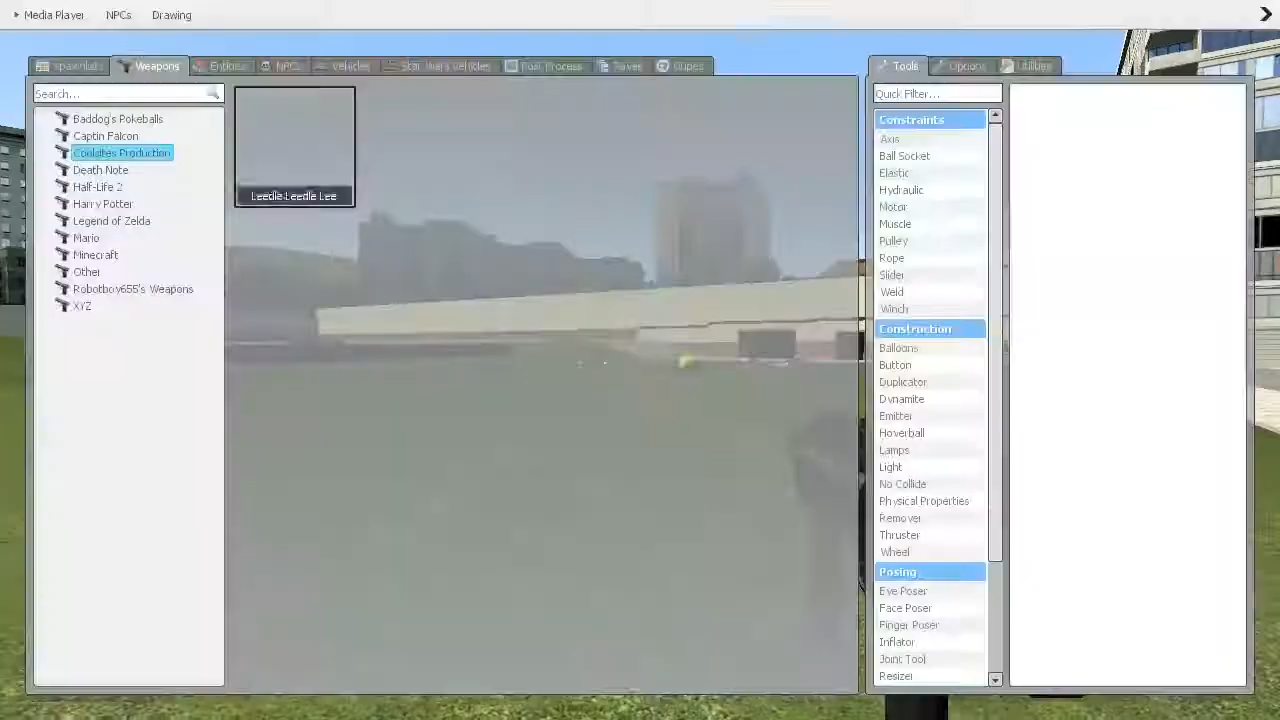 Media Player NPCs Drawing
Spawnlists Weapons Entities NPCs Vehicles Star Wars Vehicles Post Process Saves Dupes
Tools Options Utilities
Search...
Quick Filter...
Baddog's Pokeballs
Captin Falcon
Death Note
Half-Life 2
Harry Potter
Legend of Zelda
Mario
Minecraft
Other
Robotboy655's Weapons
XYZ
Leedle Leedle Lee
Constraints
Axis
Ball Socket
Elastic
Hydraulic
Motor
Muscle
Pulley
Rope
Slider
Weld
Winch
Construction
Balloons
Button
Duplicator
Dynamite
Emitter
Hoverball
Lamps
Light
No Collide
Physical Properties
Remover
Thruster
Wheel
Posing
Eye Poser
Face Poser
Finger Poser
Inflator
Joint Tool
Resizer